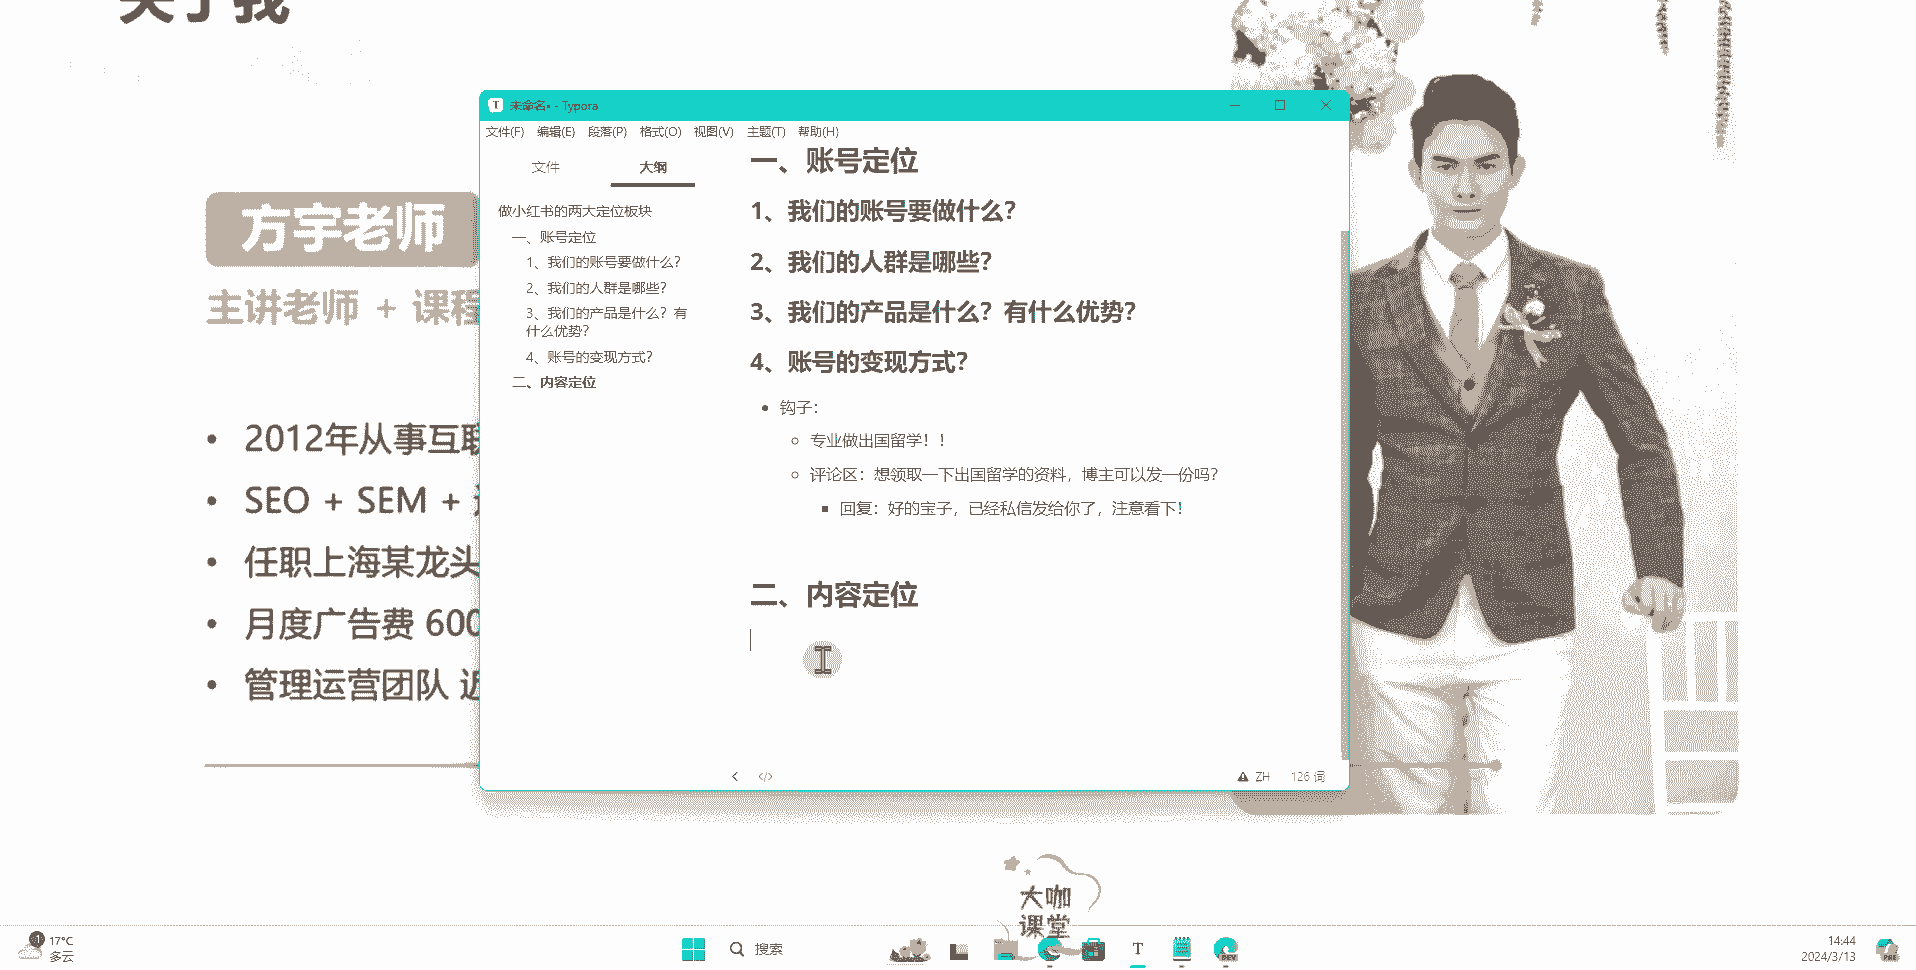 关于我
方宇老师
主讲老师 + 课程
2012年从事互联
SEO + SEM +
任职上海某龙头
月度广告费 600
管理运营团队 近
未命名• - Typora
文件(F) 编辑(E) 段落(P) 格式(O) 视图(V) 主题(T) 帮助(H)
文件 大纲
做小红书的两大定位板块
一、账号定位
1、我们的账号要做什么?
2、我们的人群是哪些?
3、我们的产品是什么？有
什么优势?
4、账号的变现方式?
二、内容定位
一、账号定位
1、我们的账号要做什么?
2、我们的人群是哪些?
3、我们的产品是什么？有什么优势?
4、账号的变现方式?
钩子：
专业做出国留学！！
评论区：想领取一下出国留学的资料，博主可以发一份吗?
回复：好的宝子，已经私信发给你了，注意看下!
二、内容定位
</> ZH 126 词
大咖
课堂
1
17°C
多云
搜索
T
DEV
14:44
2024/3/13
PRE